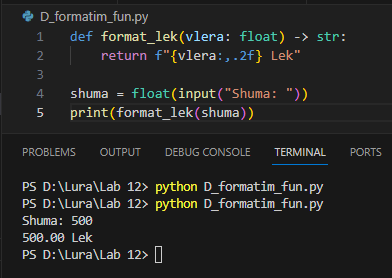 D_formatim_fun.py
1 def format_lek(vlera: float) -> str:
2 return f"{vlera:,.2f} Lek"
3
4 shuma = float(input("Shuma: "))
5 print(format_lek(shuma))
PROBLEMS OUTPUT DEBUG CONSOLE TERMINAL PORTS
PS D:\Lura\Lab 12> python D_formatim_fun.py
PS D:\Lura\Lab 12> python D_formatim_fun.py
Shuma: 500
500.00 Lek
PS D:\Lura\Lab 12>